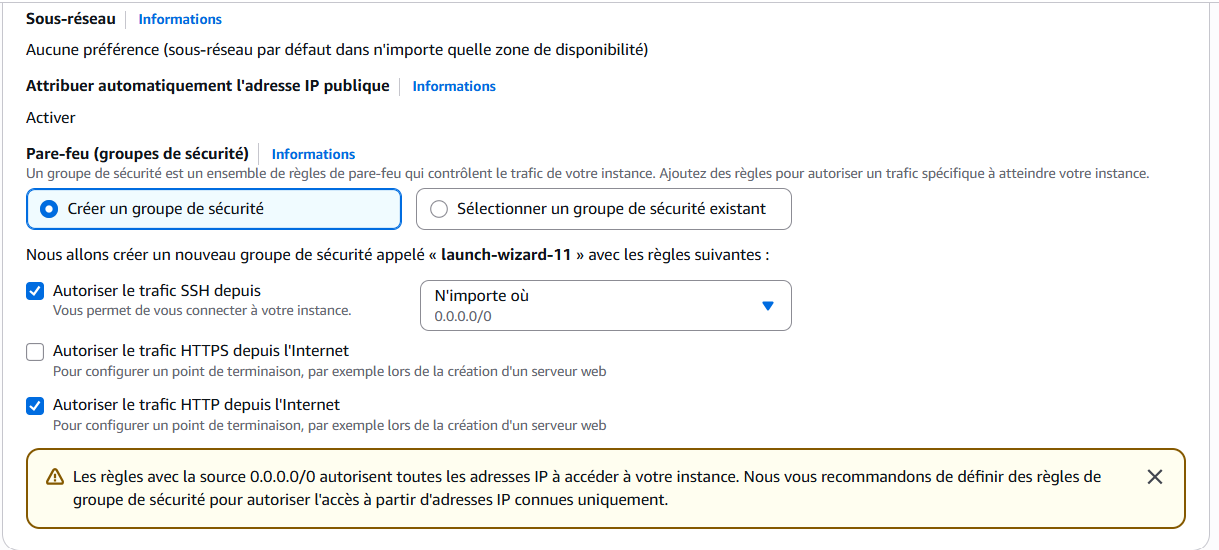 Sous-réseau Informations
Aucune préférence (sous-réseau par défaut dans n'importe quelle zone de disponibilité)
Attribuer automatiquement l'adresse IP publique Informations
Activer
Pare-feu (groupes de sécurité) Informations
Un groupe de sécurité est un ensemble de règles de pare-feu qui contrôlent le trafic de votre instance. Ajoutez des règles pour autoriser un trafic spécifique à atteindre votre instance.
Créer un groupe de sécurité Sélectionner un groupe de sécurité existant
Nous allons créer un nouveau groupe de sécurité appelé « launch-wizard-11 » avec les règles suivantes :
Autoriser le trafic SSH depuis
Vous permet de vous connecter à votre instance.
N'importe où
0.0.0.0/0
Autoriser le trafic HTTPS depuis l'Internet
Pour configurer un point de terminaison, par exemple lors de la création d'un serveur web
Autoriser le trafic HTTP depuis l'Internet
Pour configurer un point de terminaison, par exemple lors de la création d'un serveur web
Les règles avec la source 0.0.0.0/0 autorisent toutes les adresses IP à accéder à votre instance. Nous vous recommandons de définir des règles de
groupe de sécurité pour autoriser l'accès à partir d'adresses IP connues uniquement.